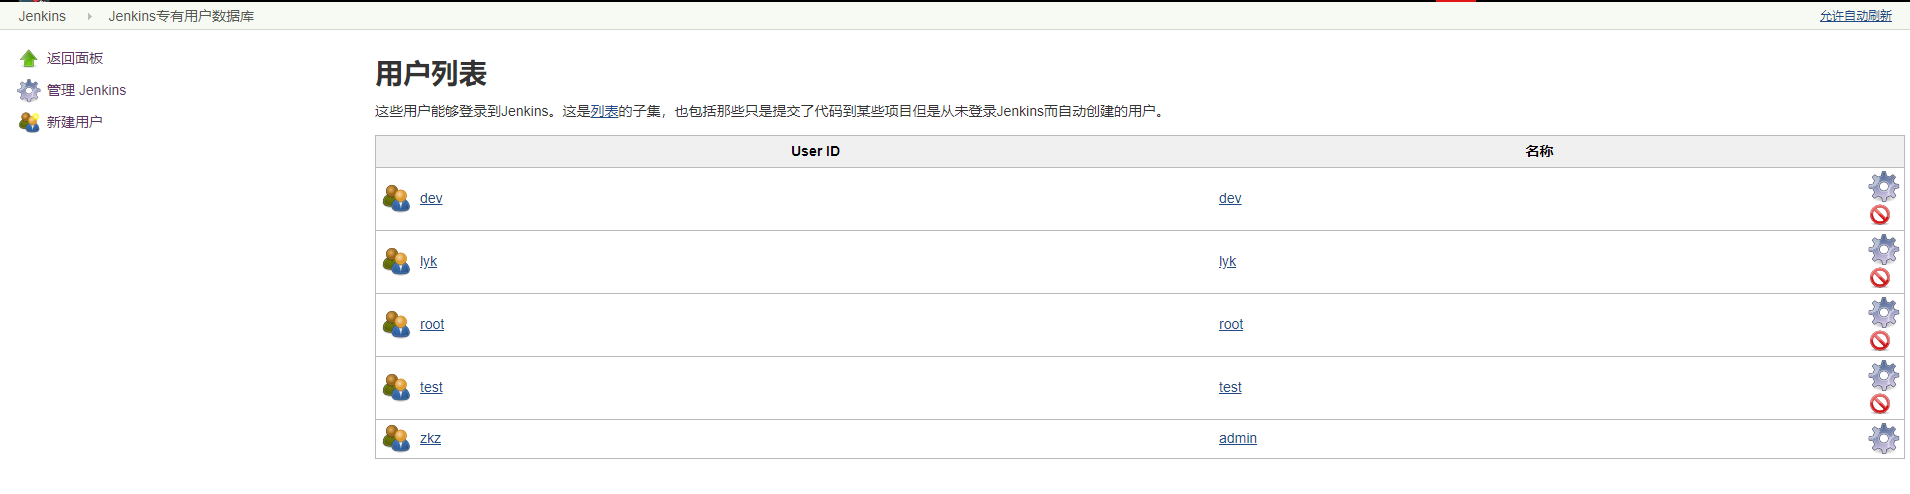 Jenkins Jenkins专有用户数据库 允许自动刷新
返回面板
管理 Jenkins
新建用户
用户列表
这些用户能够登录到Jenkins。这是列表的子集，也包括那些只是提交了代码到某些项目但是从未登录Jenkins而自动创建的用户。
User ID 名称
dev dev
lyk lyk
root root
test test
zkz admin